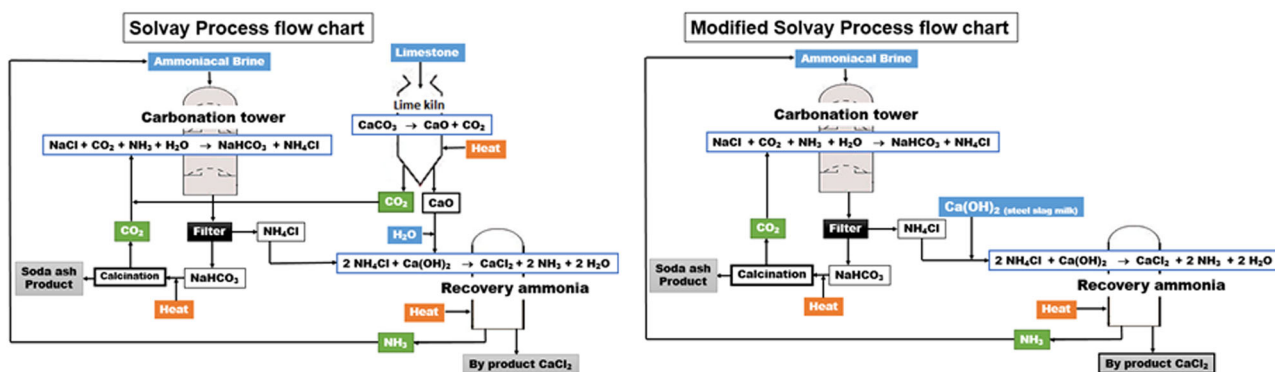 Solvay Process flow chart
Ammoniacal Brine
Limestone
Lime kiln
Carbonation tower
CaCO₃ → CaO + CO₂
NaCl + CO₂ + NH₃ + H₂O → NaHCO₃ + NH₄Cl
Heat
CO₂
CaO
CO₂
Filter
NH₄Cl
H₂O
2 NH₄Cl + Ca(OH)₂ → CaCl₂ + 2 NH₃ + 2 H₂O
Soda ash
Product
Calcination
NaHCO₃
Recovery ammonia
Heat
Heat
NH₃
By product CaCl₂
Modified Solvay Process flow chart
Ammoniacal Brine
Carbonation tower
NaCl + CO₂ + NH₃ + H₂O → NaHCO₃ + NH₄Cl
Ca(OH)₂ (steel slag milk)
CO₂
Filter
NH₄Cl
2 NH₄Cl + Ca(OH)₂ → CaCl₂ + 2 NH₃ + 2 H₂O
Soda ash
Product
Calcination
NaHCO₃
Recovery ammonia
Heat
Heat
NH₃
By product CaCl₂